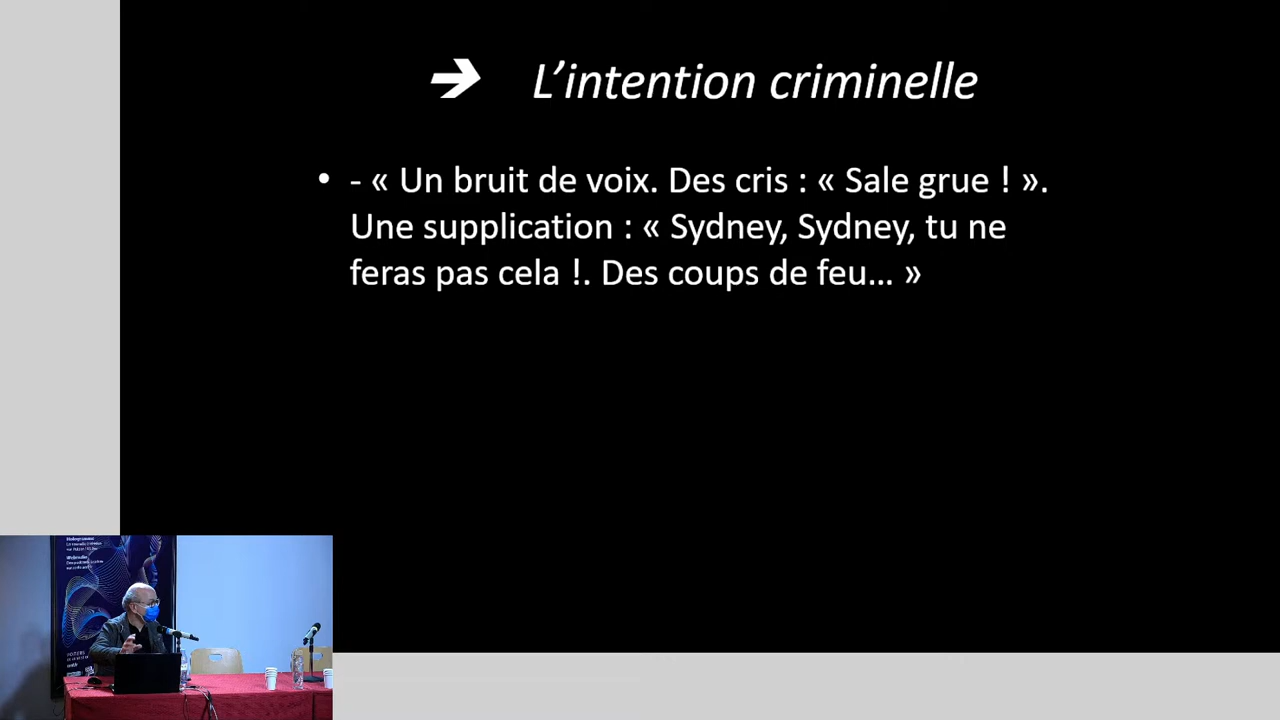 ➔ L’intention criminelle
• - « Un bruit de voix. Des cris : « Sale grue ! ».
Une supplication : « Sydney, Sydney, tu ne
feras pas cela !. Des coups de feu… »
POITIERS